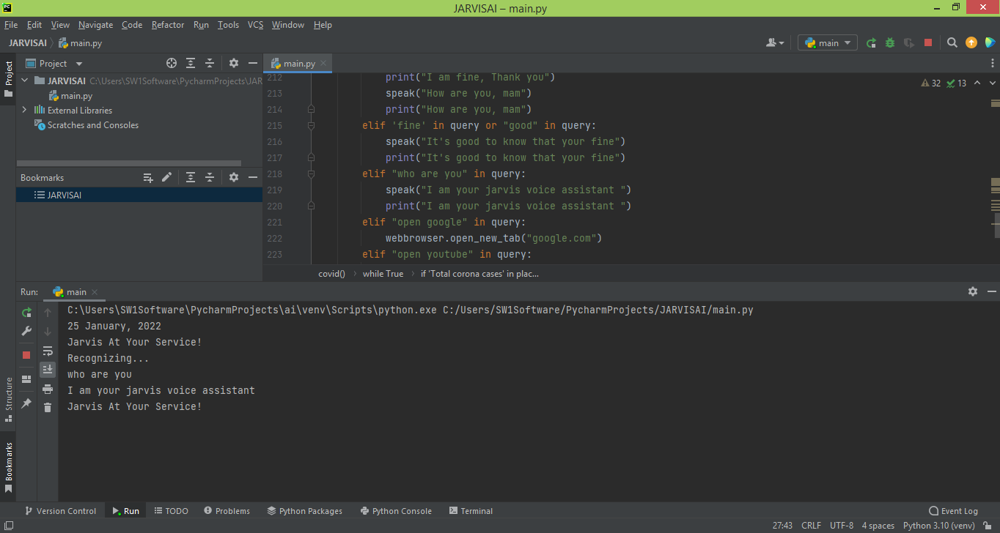 PC
JARVISAI – main.py
File Edit View Navigate Code Refactor Run Tools VCS Window Help
JARVISAI main.py
main
Project
Project
main.py
JARVISAI C:\Users\SW1Software\PycharmProjects\JAR
main.py
External Libraries
Scratches and Consoles
Bookmarks
JARVISAI
32 13
212 print("I am fine, Thank you")
213 speak("How are you, mam")
214 print("How are you, mam")
215 elif 'fine' in query or "good" in query:
216 speak("It's good to know that your fine")
217 print("It's good to know that your fine")
218 elif "who are you" in query:
219 speak("I am your jarvis voice assistant ")
220 print("I am your jarvis voice assistant ")
221 elif "open google" in query:
222 webbrowser.open_new_tab("google.com")
223 elif "open youtube" in query:
covid() while True if 'Total corona cases' in plac...
Run: main
C:\Users\SW1Software\PycharmProjects\ai\venv\Scripts\python.exe C:/Users/SW1Software/PycharmProjects/JARVISAI/main.py
25 January, 2022
Jarvis At Your Service!
Recognizing...
who are you
I am your jarvis voice assistant
Jarvis At Your Service!
Structure
Bookmarks
Version Control Run TODO Problems Python Packages Python Console Terminal Event Log
27:43 CRLF UTF-8 4 spaces Python 3.10 (venv)